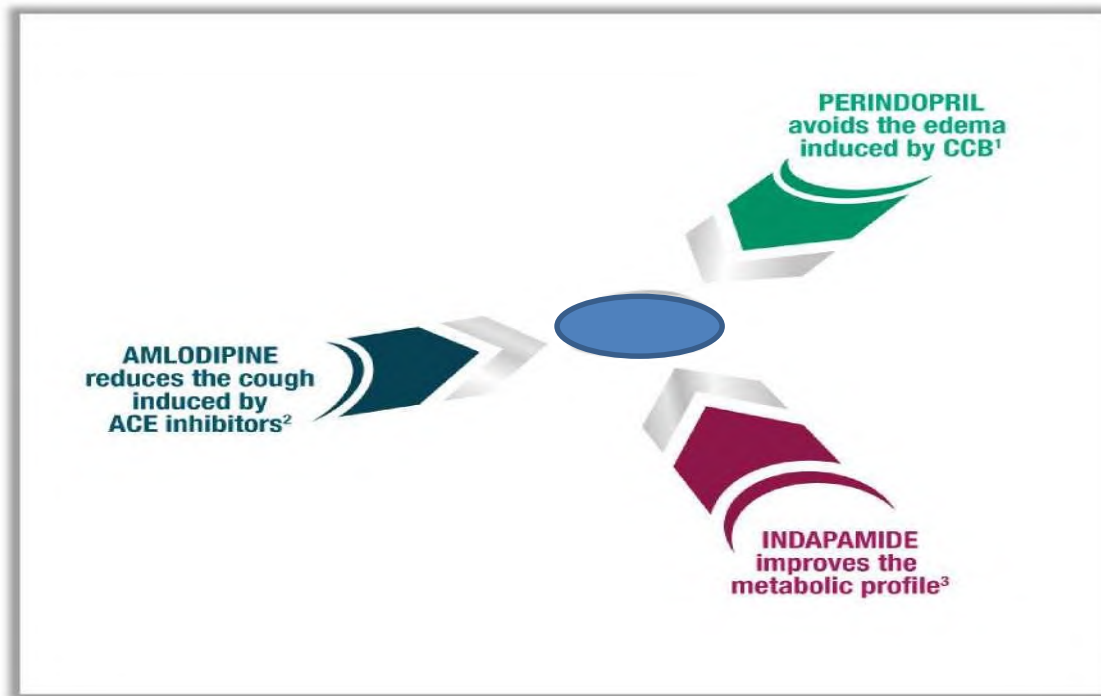 PERINDOPRIL
avoids the edema
induced by CCB¹
AMLODIPINE
reduces the cough
induced by
ACE inhibitors²
INDAPAMIDE
improves the
metabolic profile³